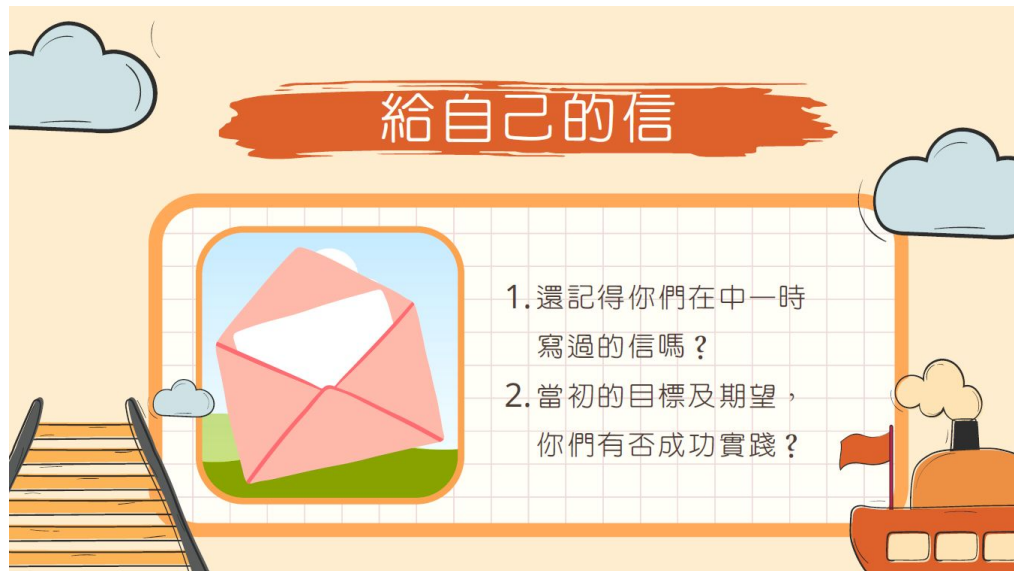 給自己的信
1. 還記得你們在中一時
寫過的信嗎？
2. 當初的目標及期望，
你們有否成功實踐？